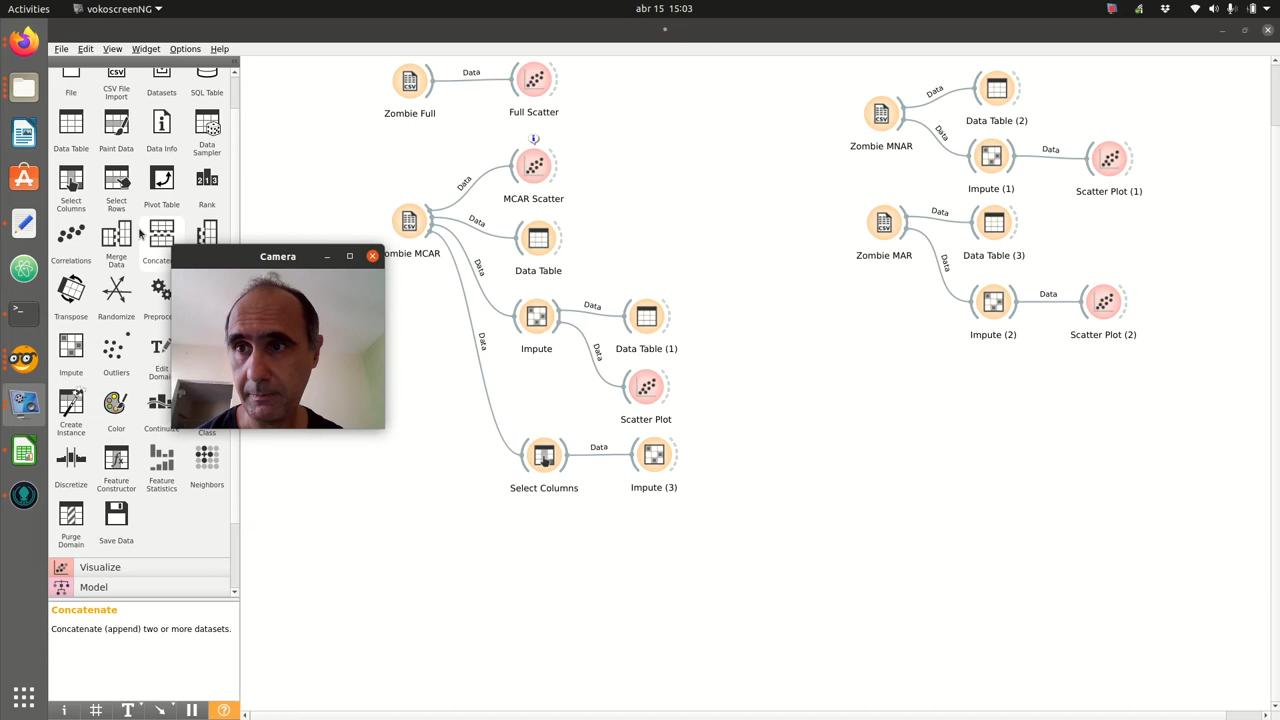 Activities
vokoscreenNG
abr 15 15:03
File Edit View Widget Options Help
File
CSV File
Import
Datasets
SQL Table
Data Table
Paint Data
Data Info
Data
Sampler
Select
Columns
Select
Rows
Pivot Table
Rank
Correlations
Merge
Data
Transpose
Randomize
Impute
Outliers
Create
Instance
Color
Class
Discretize
Feature
Constructor
Feature
Statistics
Neighbors
Purge
Domain
Save Data
Visualize
Model
Concatenate
Concatenate (append) two or more datasets.
Camera
Zombie Full
Data
Full Scatter
Data
MCAR Scatter
ombie MCAR
Data
Data Table
Data
Impute
Data
Data Table (1)
Data
Scatter Plot
Data
Select Columns
Data
Impute (3)
Zombie MNAR
Data
Data Table (2)
Data
Impute (1)
Data
Scatter Plot (1)
Zombie MAR
Data
Data Table (3)
Data
Impute (2)
Data
Scatter Plot (2)